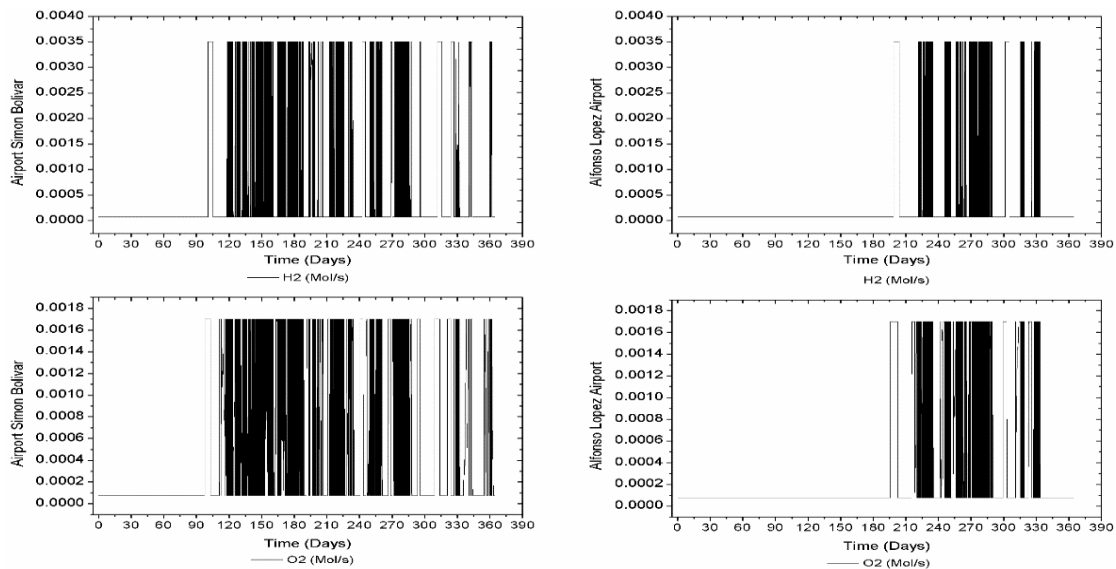 Airport Simon Bolivar
0.0040
0.0035
0.0030
0.0025
0.0020
0.0015
0.0010
0.0005
0.0000
0 30 60 90 120 150 180 210 240 270 300 330 360 390
Time (Days)
H2 (Mol/s)
Alfonso Lopez Airport
0.0040
0.0035
0.0030
0.0025
0.0020
0.0015
0.0010
0.0005
0.0000
0 30 60 90 120 150 180 210 240 270 300 330 360 390
Time (Days)
H2 (Mol/s)
Airport Simon Bolivar
0.0018
0.0016
0.0014
0.0012
0.0010
0.0008
0.0006
0.0004
0.0002
0.0000
0 30 60 90 120 150 180 210 240 270 300 330 360 390
Time (Days)
O2 (Mol/s)
Alfonso Lopez Airport
0.0018
0.0016
0.0014
0.0012
0.0010
0.0008
0.0006
0.0004
0.0002
0.0000
0 30 60 90 120 150 180 210 240 270 300 330 360 390
Time (Days)
O2 (Mol/s)